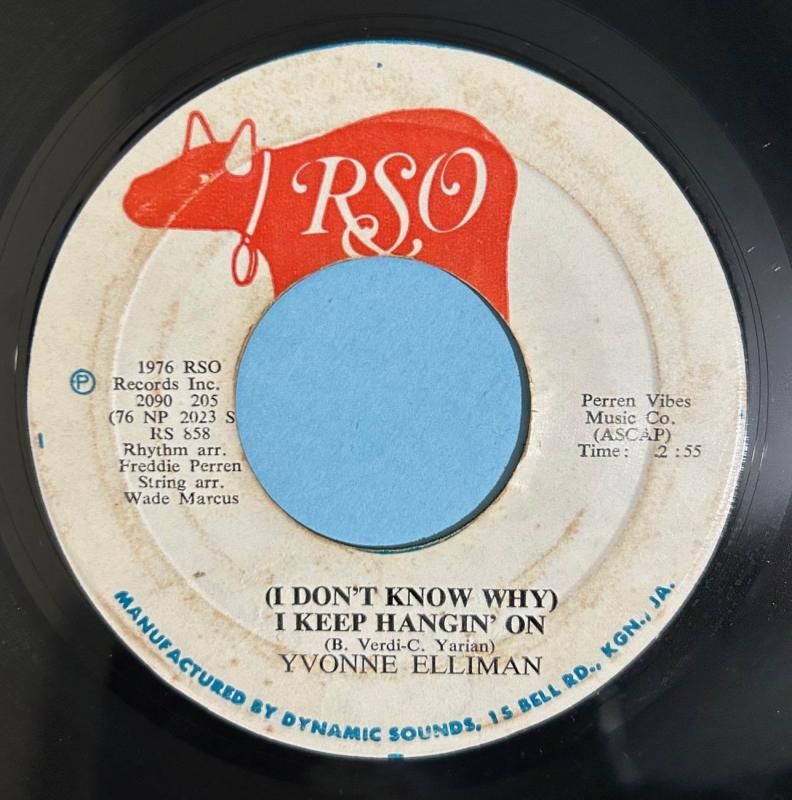 RSO
℗
1976 RSO
Records Inc.
2090 205
(76 NP 2023 S
RS 858
Rhythm arr.
Freddie Perren
String arr.
Wade Marcus
Perren Vibes
Music Co.
(ASCAP)
Time: 2:55
(I DON'T KNOW WHY)
I KEEP HANGIN' ON
(B. Verdi-C. Yarian)
YVONNE ELLIMAN
MANUFACTURED BY DYNAMIC SOUNDS, 15 BELL RD., KGN., JA.